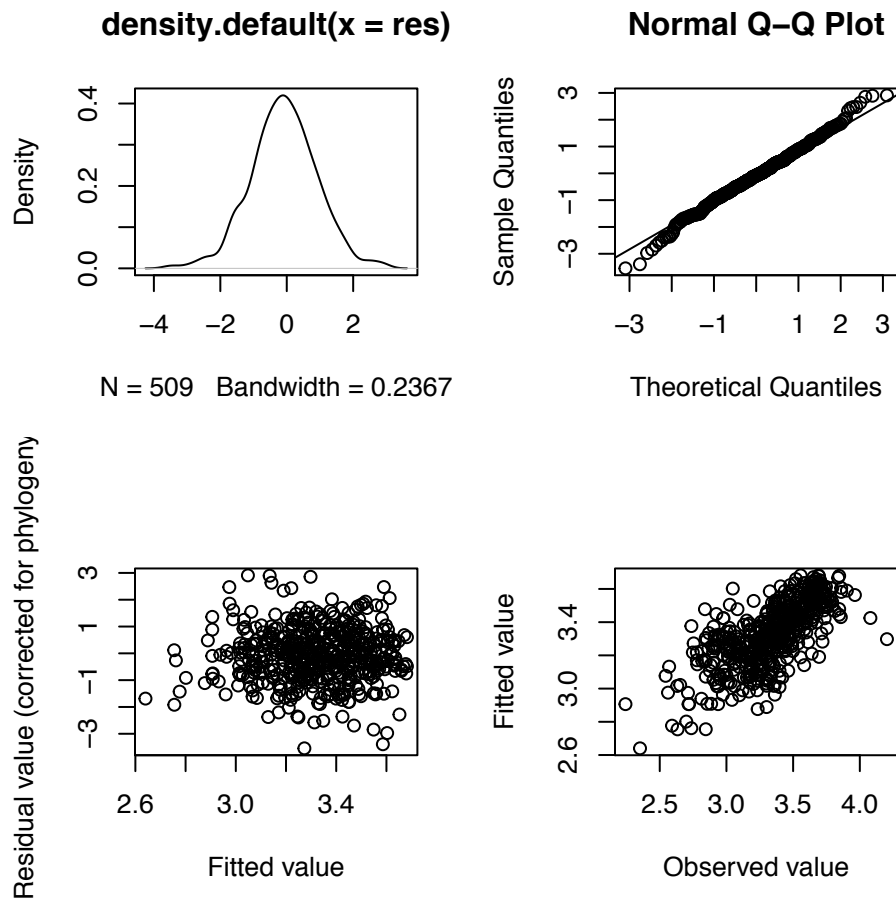 density.default(x = res)
Density
0.0 0.2 0.4
−4 −2 0 2
N = 509 Bandwidth = 0.2367
Normal Q−Q Plot
Sample Quantiles
−3 −1 1 3
−3 −1 1 2 3
Theoretical Quantiles
Residual value (corrected for phylogeny
−3 −1 1 3
2.6 3.0 3.4
Fitted value
Fitted value
2.6 3.0 3.4
2.5 3.0 3.5 4.0
Observed value